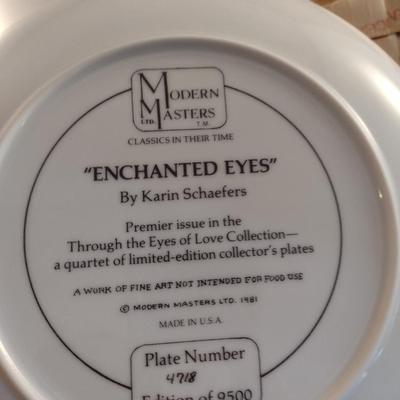 MODERN
MASTERS
LTD. T.M.
CLASSICS IN THEIR TIME
"ENCHANTED EYES"
By Karin Schaefers
Premier issue in the
Through the Eyes of Love Collection—
a quartet of limited-edition collector's plates
A WORK OF FINE ART NOT INTENDED FOR FOOD USE
© MODERN MASTERS LTD. 1981
MADE IN U.S.A.
Plate Number
4718
Edition of 9500